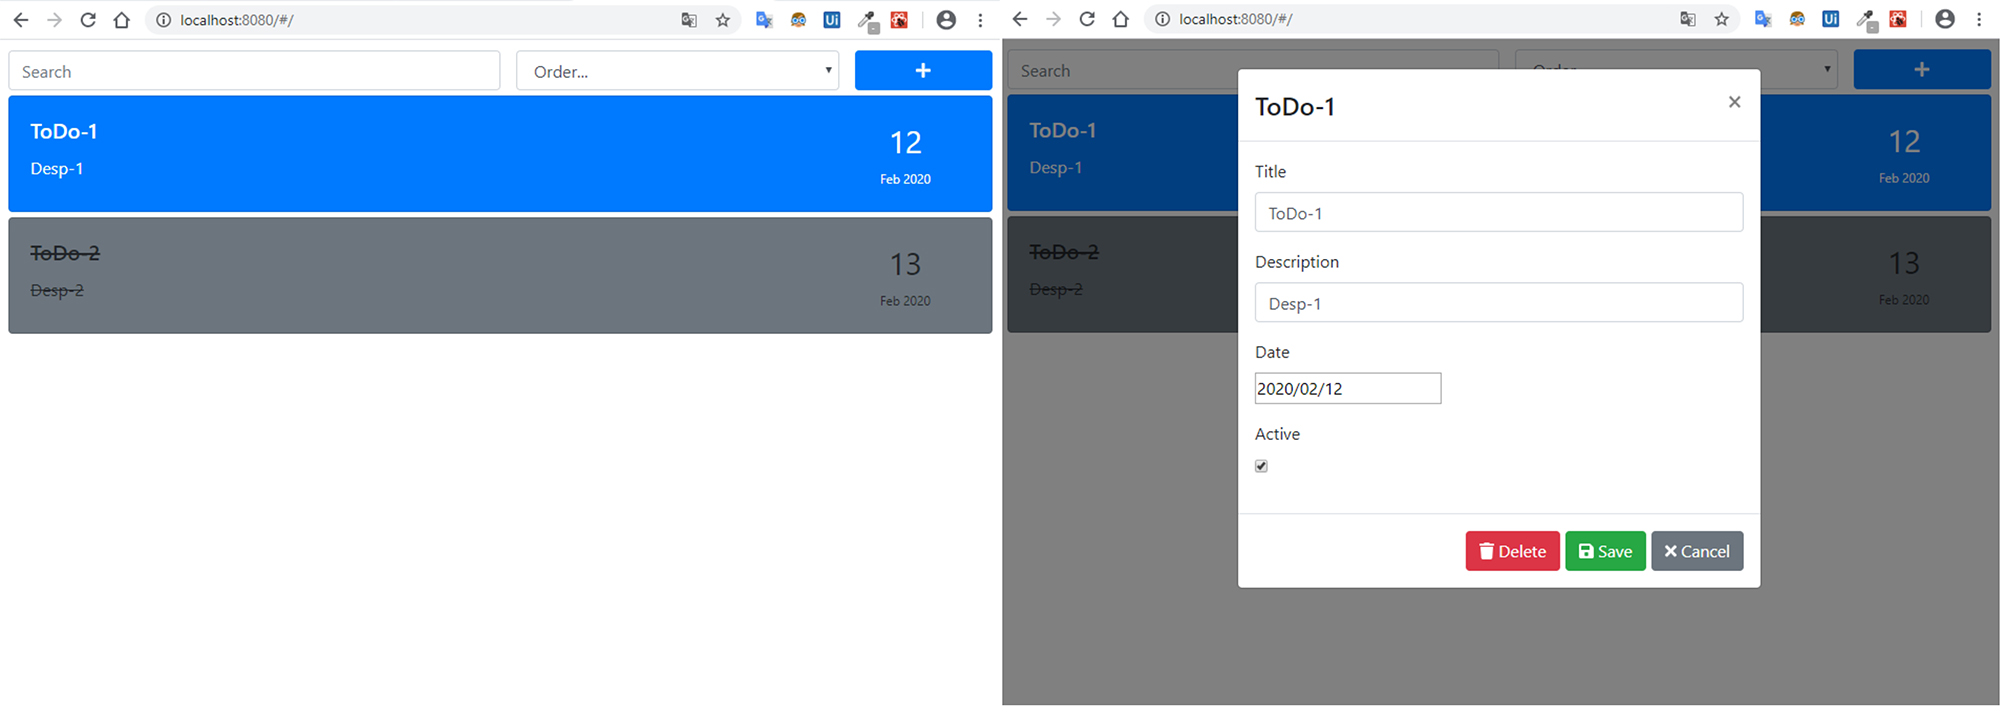 localhost:8080/#/
Search
Order...
ToDo-1
12
Desp-1
Feb 2020
ToDo-2
13
Desp-2
Feb 2020
localhost:8080/#/
Search
ToDo-1
12
Desp-1
Feb 2020
ToDo-2
13
Desp-2
Feb 2020
ToDo-1
Title
ToDo-1
Description
Desp-1
Date
2020/02/12
Active
Delete Save Cancel